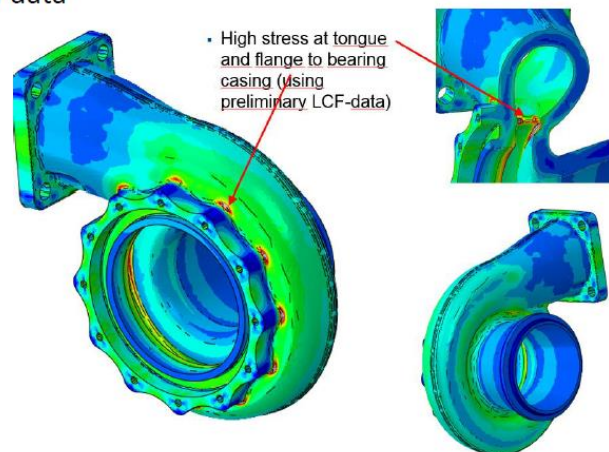 data
▪ High stress at tongue
and flange to bearing
casing (using
preliminary LCF-data)